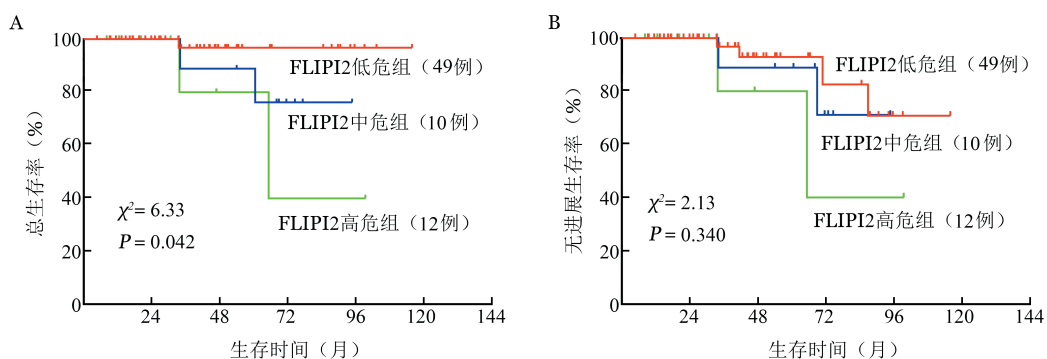 A
总生存率（%）
100
80
60
40
20
0
FLIPI2低危组（49例）
FLIPI2中危组（10例）
FLIPI2高危组（12例）
χ²= 6.33
P = 0.042
24 48 72 96 120 144
生存时间（月）
B
无进展生存率（%）
100
80
60
40
20
0
FLIPI2低危组（49例）
FLIPI2中危组（10例）
FLIPI2高危组（12例）
χ²= 2.13
P = 0.340
24 48 72 96 120 144
生存时间（月）